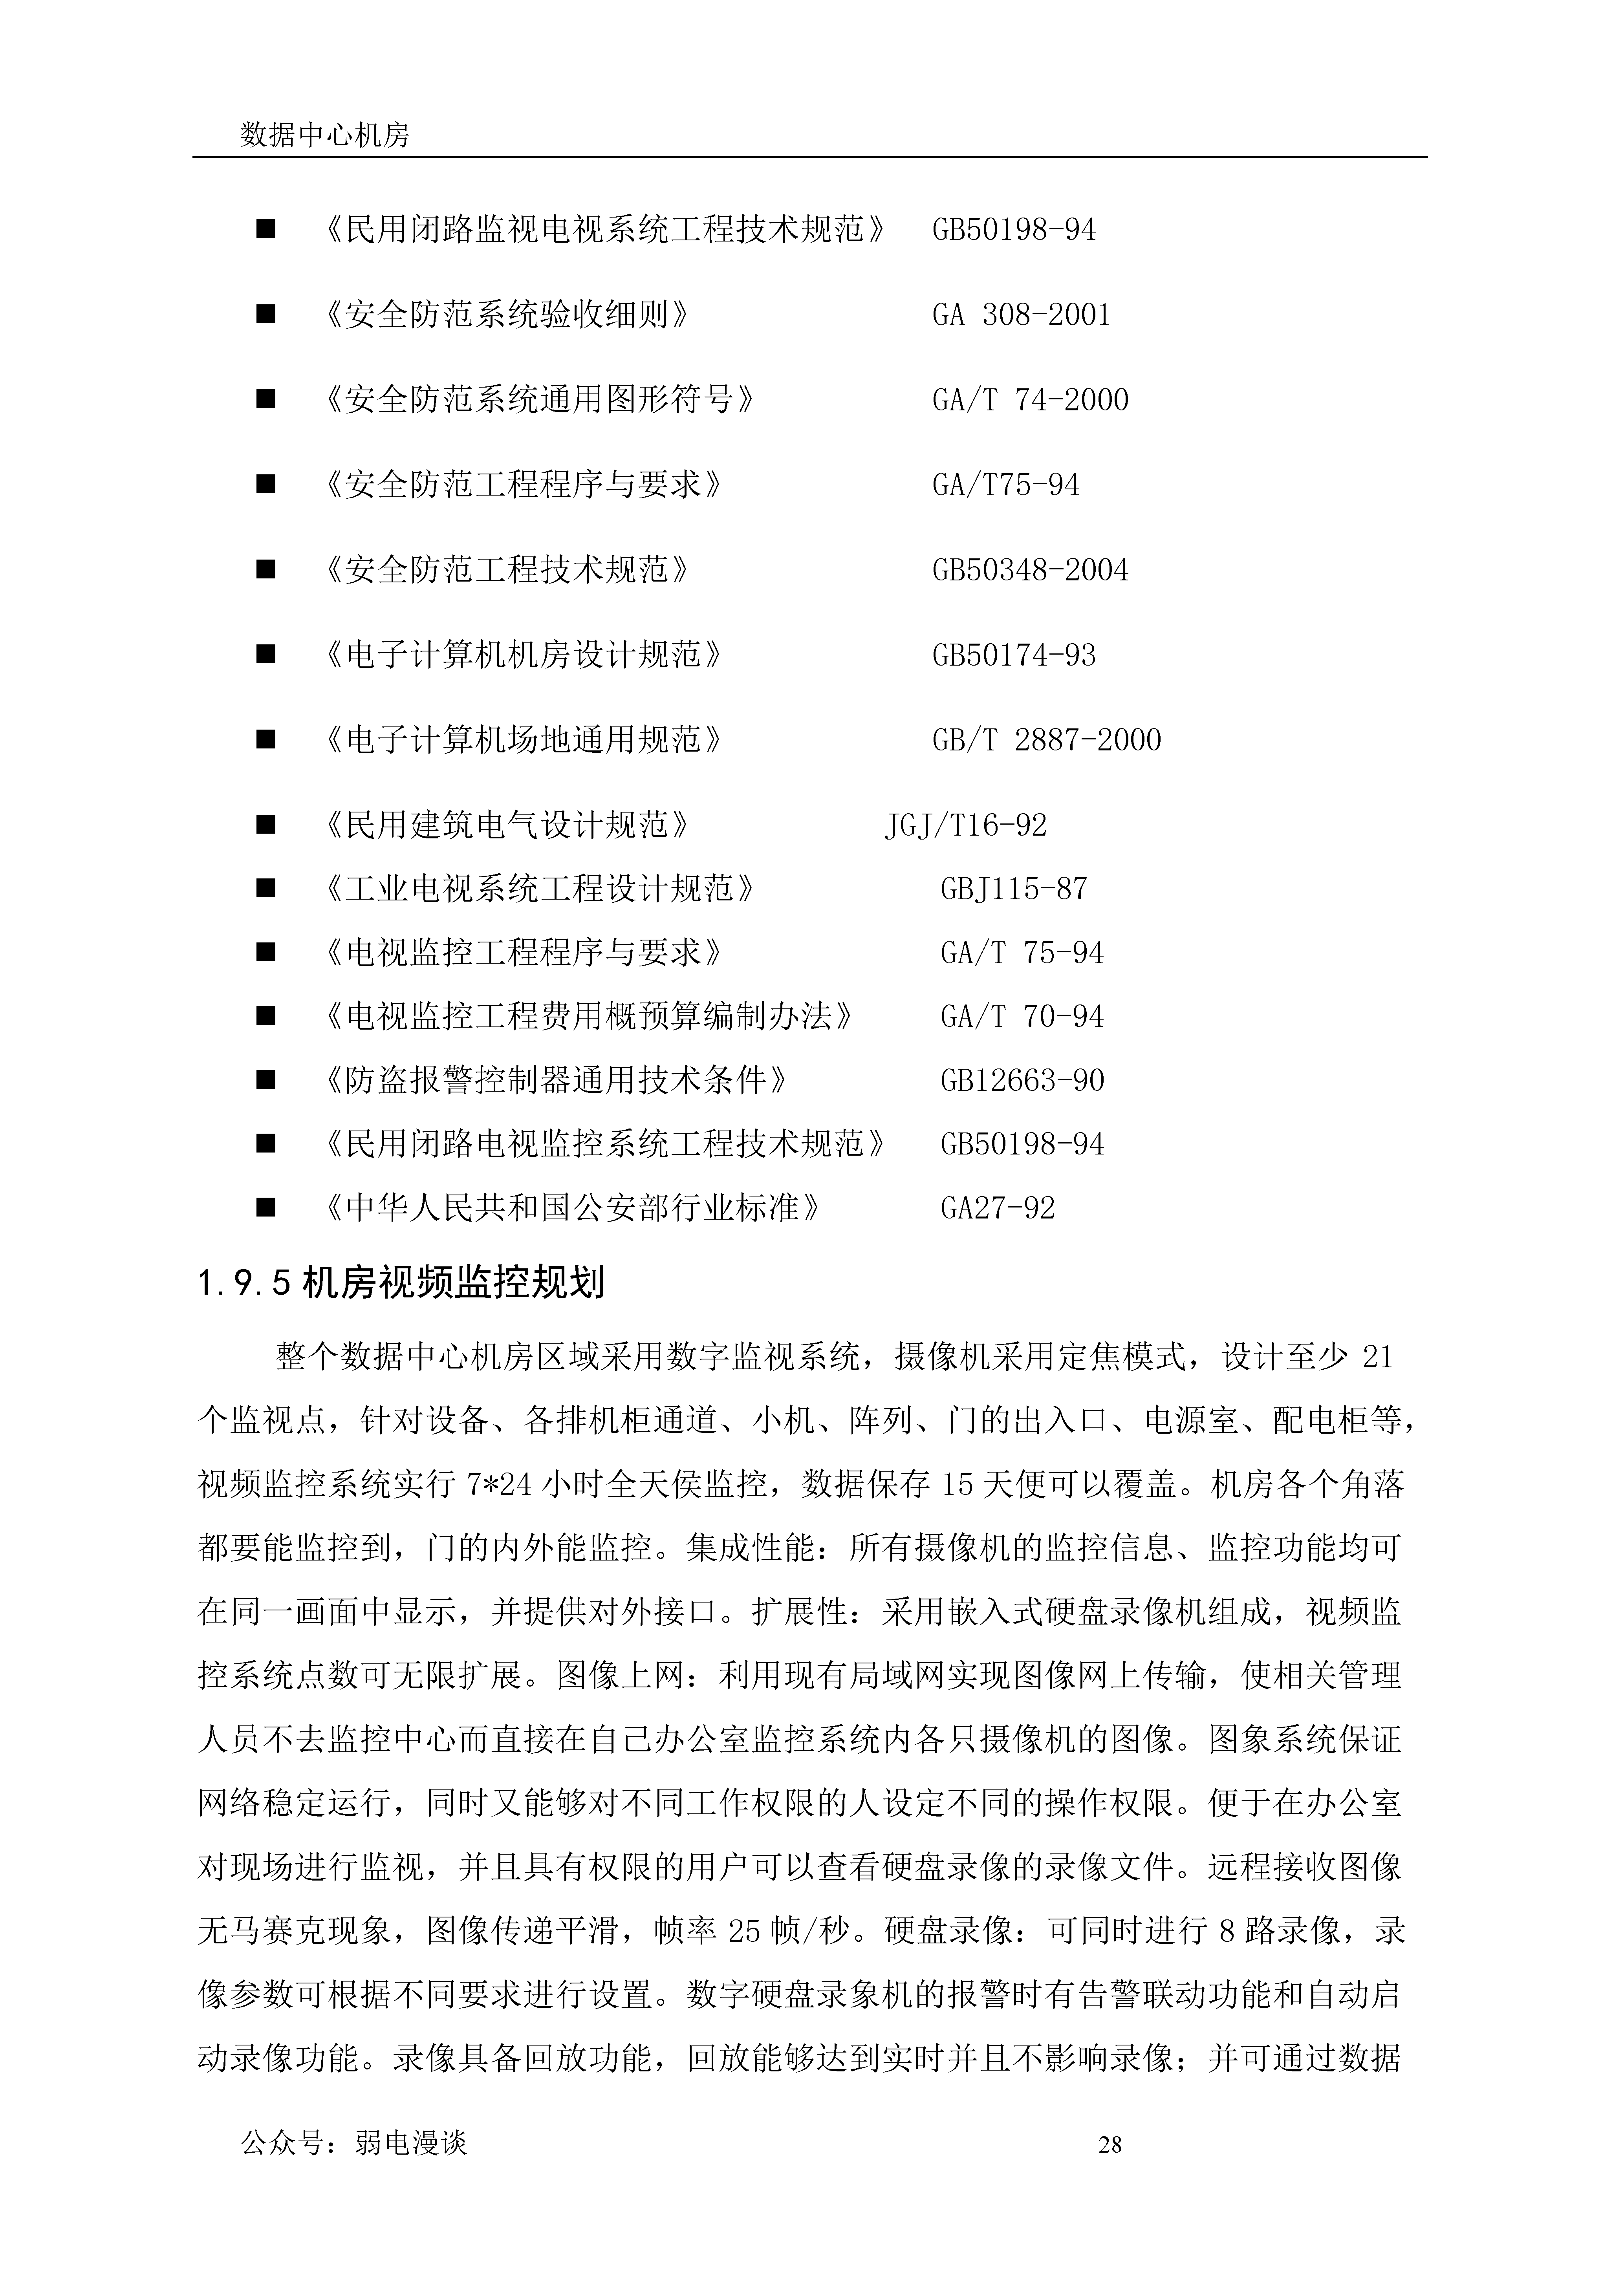 数据中心机房
■ 《民用闭路监视电视系统工程技术规范》 GB50198-94
■ 《安全防范系统验收细则》 GA 308-2001
■ 《安全防范系统通用图形符号》 GA/T 74-2000
■ 《安全防范工程程序与要求》 GA/T75-94
■ 《安全防范工程技术规范》 GB50348-2004
■ 《电子计算机机房设计规范》 GB50174-93
■ 《电子计算机场地通用规范》 GB/T 2887-2000
■ 《民用建筑电气设计规范》 JGJ/T16-92
■ 《工业电视系统工程设计规范》 GBJ115-87
■ 《电视监控工程程序与要求》 GA/T 75-94
■ 《电视监控工程费用概预算编制办法》 GA/T 70-94
■ 《防盗报警控制器通用技术条件》 GB12663-90
■ 《民用闭路电视监控系统工程技术规范》 GB50198-94
■ 《中华人民共和国公安部行业标准》 GA27-92
1.9.5 机房视频监控规划
整个数据中心机房区域采用数字监视系统，摄像机采用定焦模式，设计至少 21
个监视点，针对设备、各排机柜通道、小机、阵列、门的出入口、电源室、配电柜等，
视频监控系统实行 7*24 小时全天侯监控，数据保存 15 天便可以覆盖。机房各个角落
都要能监控到，门的内外能监控。集成性能：所有摄像机的监控信息、监控功能均可
在同一画面中显示，并提供对外接口。扩展性：采用嵌入式硬盘录像机组成，视频监
控系统点数可无限扩展。图像上网：利用现有局域网实现图像网上传输，使相关管理
人员不去监控中心而直接在自己办公室监控系统内各只摄像机的图像。图象系统保证
网络稳定运行，同时又能够对不同工作权限的人设定不同的操作权限。便于在办公室
对现场进行监视，并且具有权限的用户可以查看硬盘录像的录像文件。远程接收图像
无马赛克现象，图像传递平滑，帧率 25 帧/秒。硬盘录像：可同时进行 8 路录像，录
像参数可根据不同要求进行设置。数字硬盘录象机的报警时有告警联动功能和自动启
动录像功能。录像具备回放功能，回放能够达到实时并且不影响录像；并可通过数据
公众号：弱电漫谈 28